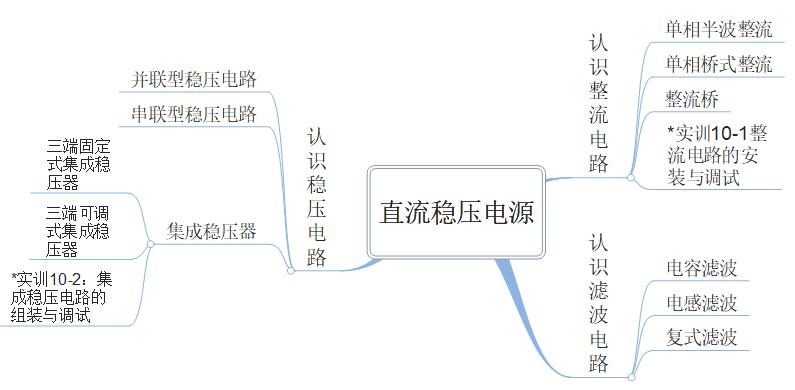 直流稳压电源
认识整流电路
单相半波整流
单相桥式整流
整流桥
*实训10-1整
流电路的安
装与调试
认识滤波电路
电容滤波
电感滤波
复式滤波
认识稳压电路
并联型稳压电路
串联型稳压电路
集成稳压器
三端固定
式集成稳
压器
三端可调
式集成稳
压器
*实训10-2：集
成稳压电路的
组装与调试